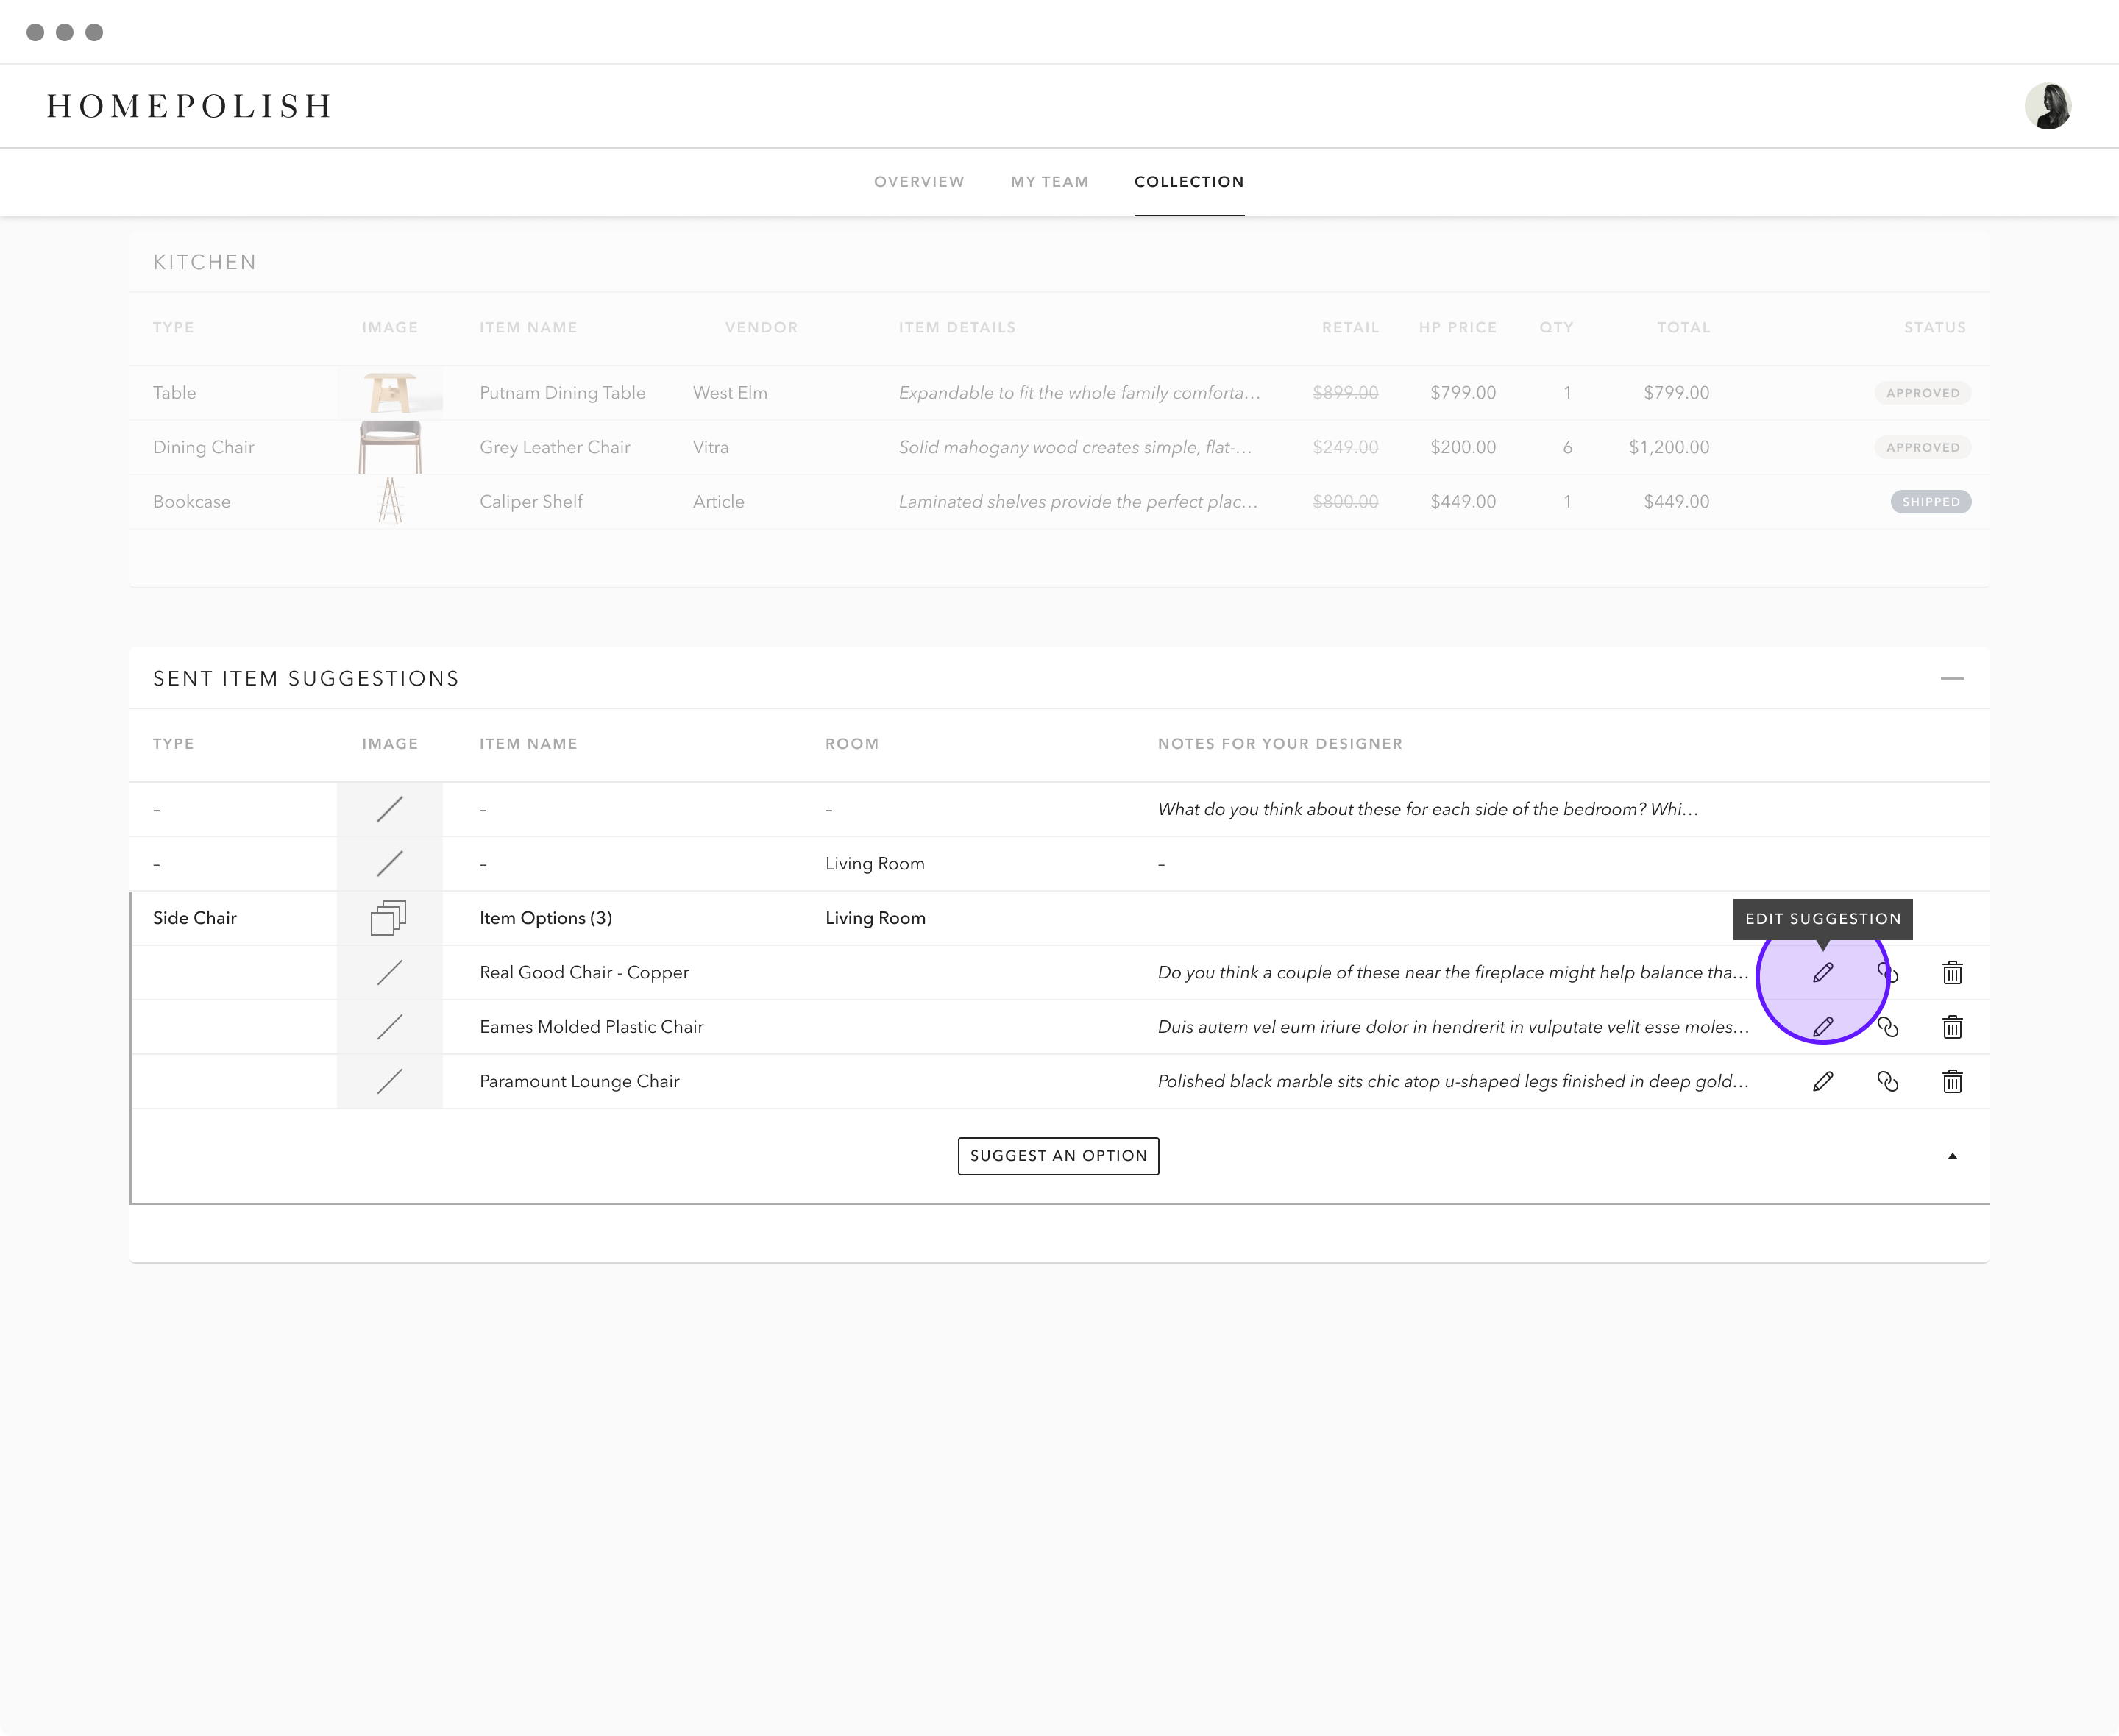 HOMEPOLISH
OVERVIEW MY TEAM COLLECTION
KITCHEN
TYPE IMAGE ITEM NAME VENDOR ITEM DETAILS RETAIL HP PRICE QTY TOTAL STATUS
Table Putnam Dining Table West Elm Expandable to fit the whole family comforta... $899.00 $799.00 1 $799.00 APPROVED
Dining Chair Grey Leather Chair Vitra Solid mahogany wood creates simple, flat-... $249.00 $200.00 6 $1,200.00 APPROVED
Bookcase Caliper Shelf Article Laminated shelves provide the perfect plac... $800.00 $449.00 1 $449.00 SHIPPED
SENT ITEM SUGGESTIONS
TYPE IMAGE ITEM NAME ROOM NOTES FOR YOUR DESIGNER
– – – What do you think about these for each side of the bedroom? Whi...
– – Living Room –
Side Chair Item Options (3) Living Room EDIT SUGGESTION
Real Good Chair - Copper Do you think a couple of these near the fireplace might help balance tha...
Eames Molded Plastic Chair Duis autem vel eum iriure dolor in hendrerit in vulputate velit esse moles...
Paramount Lounge Chair Polished black marble sits chic atop u-shaped legs finished in deep gold...
SUGGEST AN OPTION